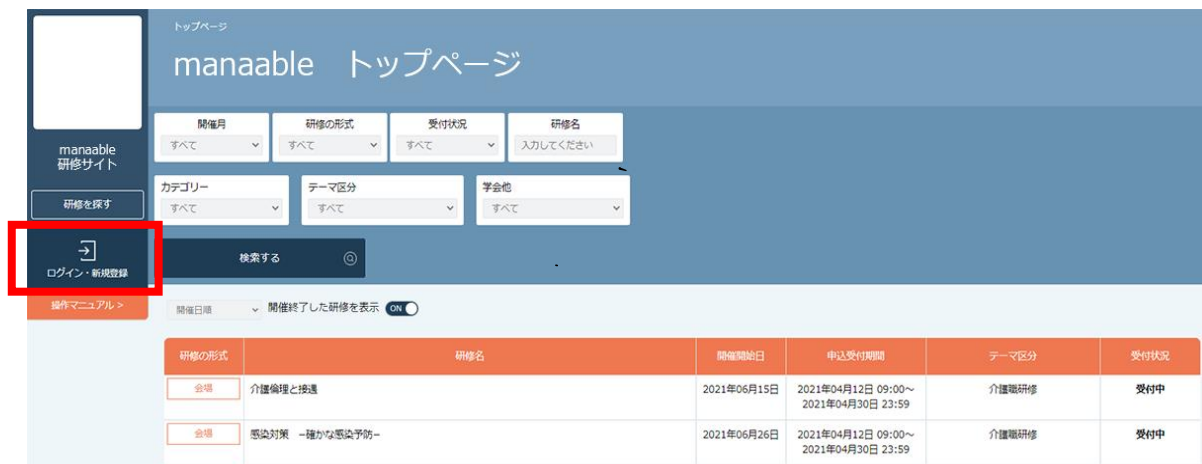 トップページ
manaable　トップページ
manaable
研修サイト
研修を探す
ログイン・新規登録
操作マニュアル >
開催月
研修の形式
受付状況
研修名
すべて
すべて
すべて
入力してください
カテゴリー
テーマ区分
学会他
すべて
すべて
すべて
検索する
開催日順
開催終了した研修を表示 ON
研修の形式 研修名 開催開始日 申込受付期間 テーマ区分 受付状況
会場 介護倫理と接遇 2021年06月15日 2021年04月12日 09:00～ 介護職研修 受付中
2021年04月30日 23:59
会場 感染対策 −確かな感染予防− 2021年06月26日 2021年04月12日 09:00～ 介護職研修 受付中
2021年04月30日 23:59